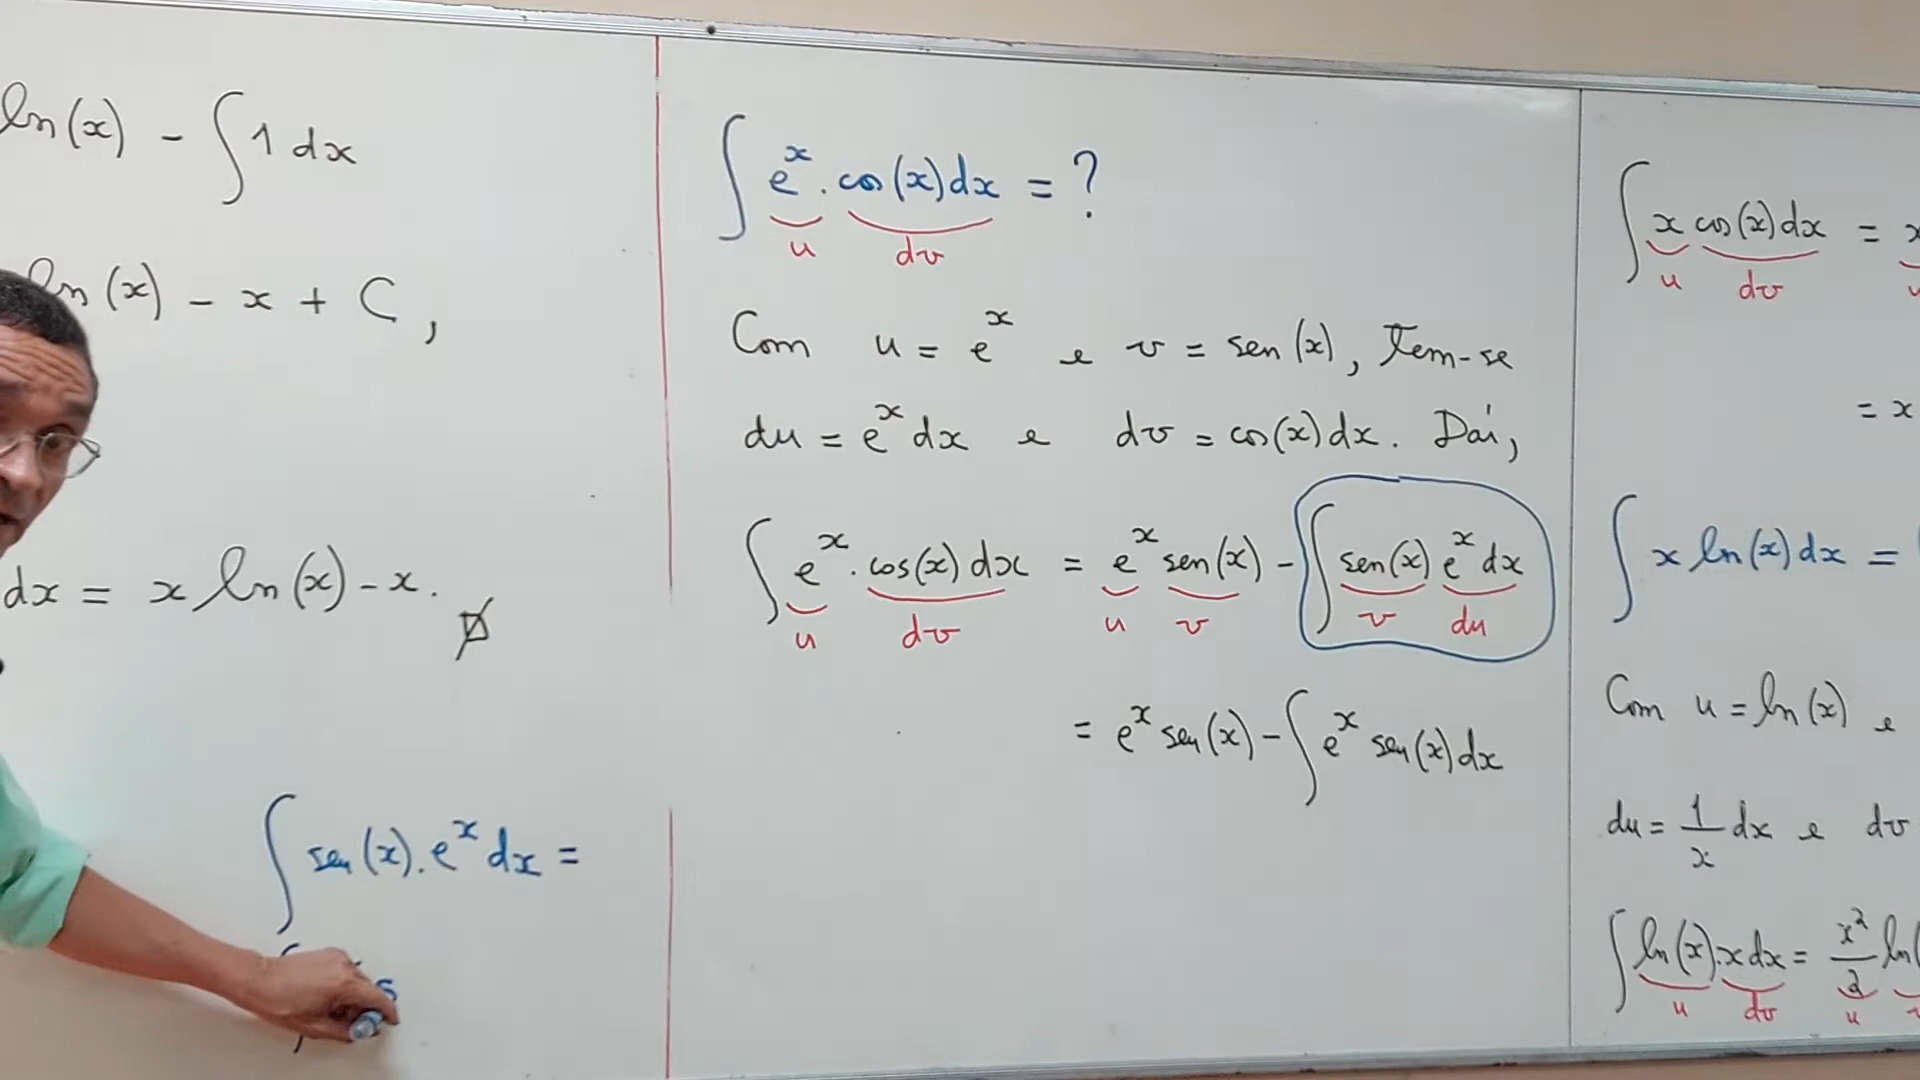 ln(x) - ∫ 1 dx
ln(x) - x + C,
dx = x ln(x) - x.
∫ sen(x) . e^x dx =
∫ e^x . cos(x) dx = ?
u dv
Com u = e^x e v = sen(x), tem-se
du = e^x dx e dv = cos(x) dx. Daí,
∫ e^x . cos(x) dx = e^x sen(x) - ∫ sen(x) e^x dx
u dv u v v du
= e^x sen(x) - ∫ e^x sen(x) dx
∫ x cos(x) dx = x
u dv u
= x
∫ x ln(x) dx =
Com u = ln(x) e
du = 1/x dx e dv
∫ ln(x) . x dx = x^2/2 ln(
u dv u v